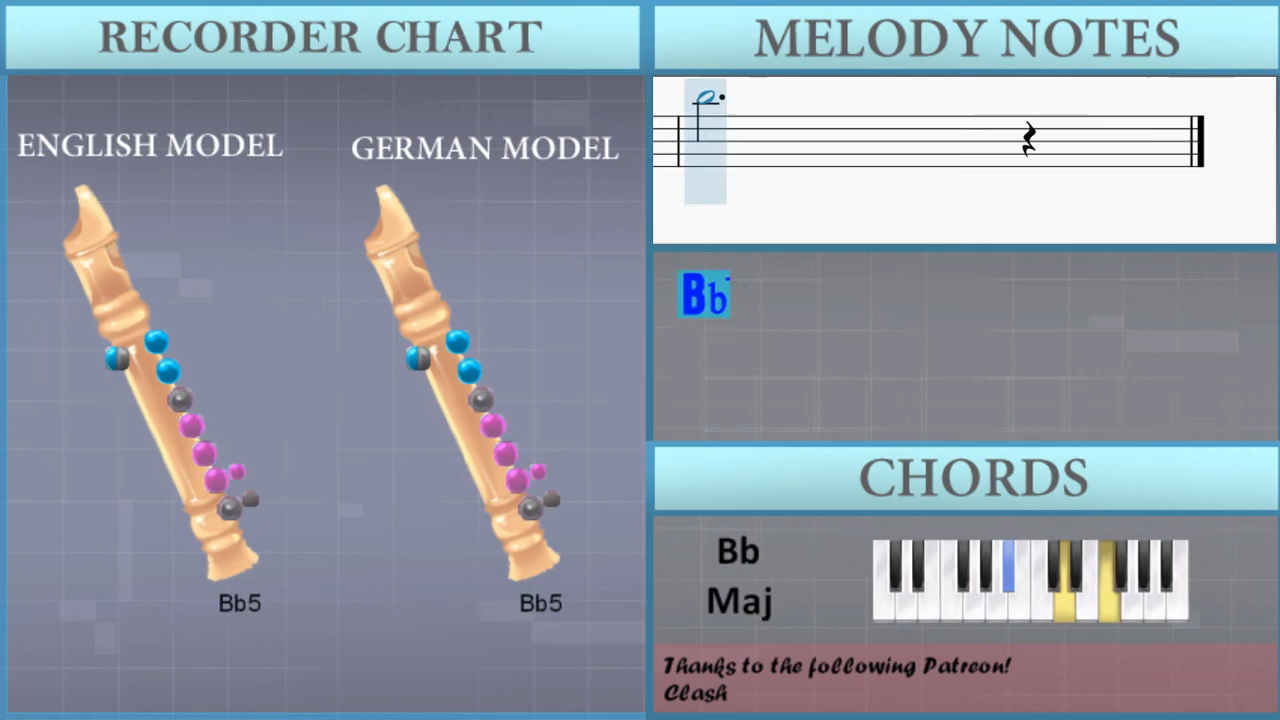 RECORDER CHART
ENGLISH MODEL
GERMAN MODEL
Bb5
Bb5
MELODY NOTES
Bb
CHORDS
Bb
Maj
Thanks to the following Patreon!
Clash